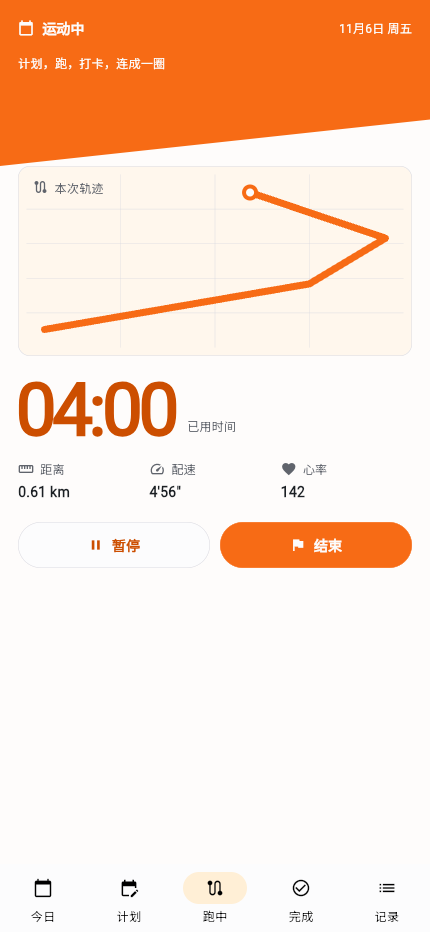 运动中
11月6日 周五
计划，跑，打卡，连成一圈
本次轨迹
04:00 已用时间
距离 配速 心率
0.61 km 4'56" 142
暂停 结束
今日 计划 跑中 完成 记录